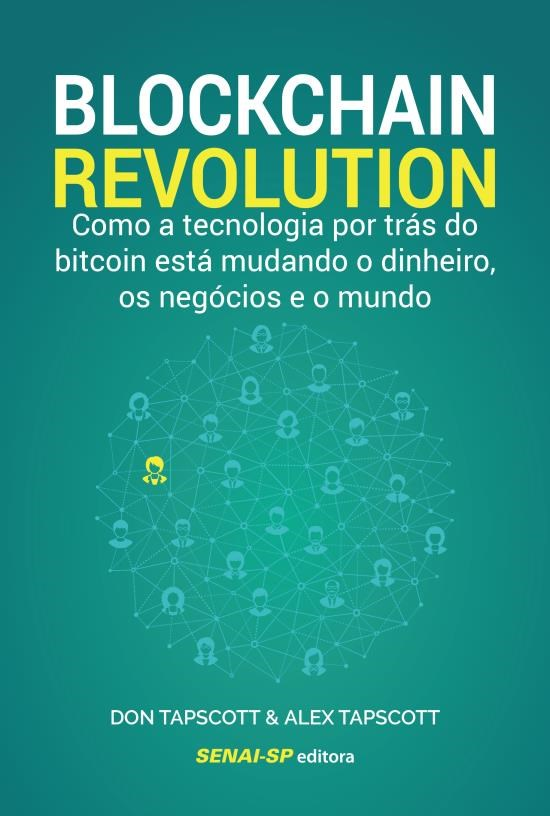 BLOCKCHAIN
REVOLUTION
Como a tecnologia por trás do
bitcoin está mudando o dinheiro,
os negócios e o mundo
DON TAPSCOTT & ALEX TAPSCOTT
SENAI-SP editora